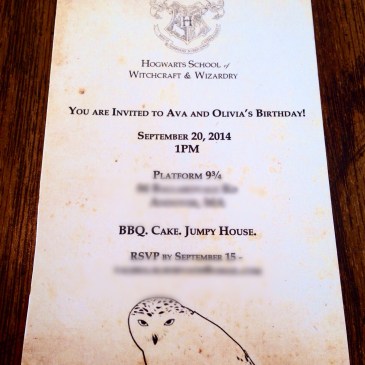 Hogwarts School of
Witchcraft & Wizardry
You are Invited to Ava and Olivia's Birthday!
September 20, 2014
1PM
Platform 9¾
BBQ. Cake. Jumpy House.
RSVP by September 15 -